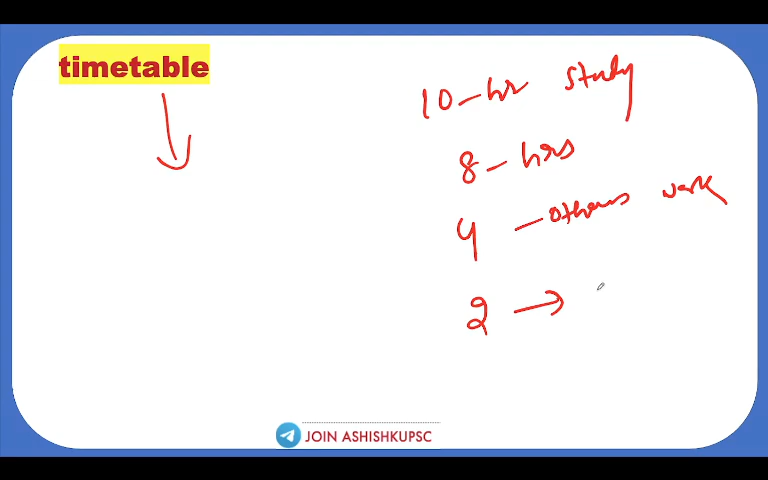 timetable
10-hr study
8-hrs
4 - others work
2 →
JOIN ASHISHKUPSC